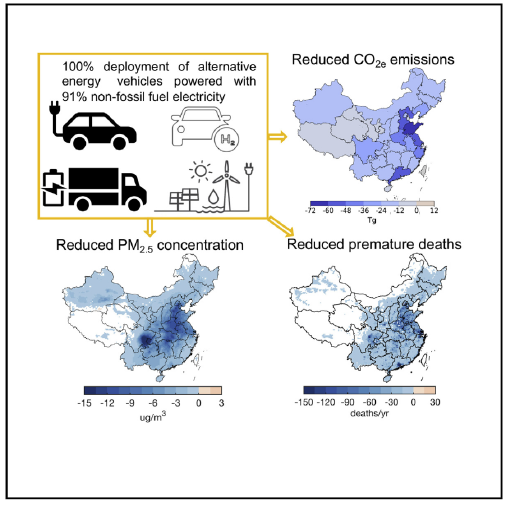 100% deployment of alternative
energy vehicles powered with
91% non-fossil fuel electricity
H₂
Reduced CO₂e emissions
-72 -60 -48 -36 -24 -12 0 12
Tg
Reduced PM₂.₅ concentration
-15 -12 -9 -6 -3 0 3
ug/m³
Reduced premature deaths
-150 -120 -90 -60 -30 0 30
deaths/yr